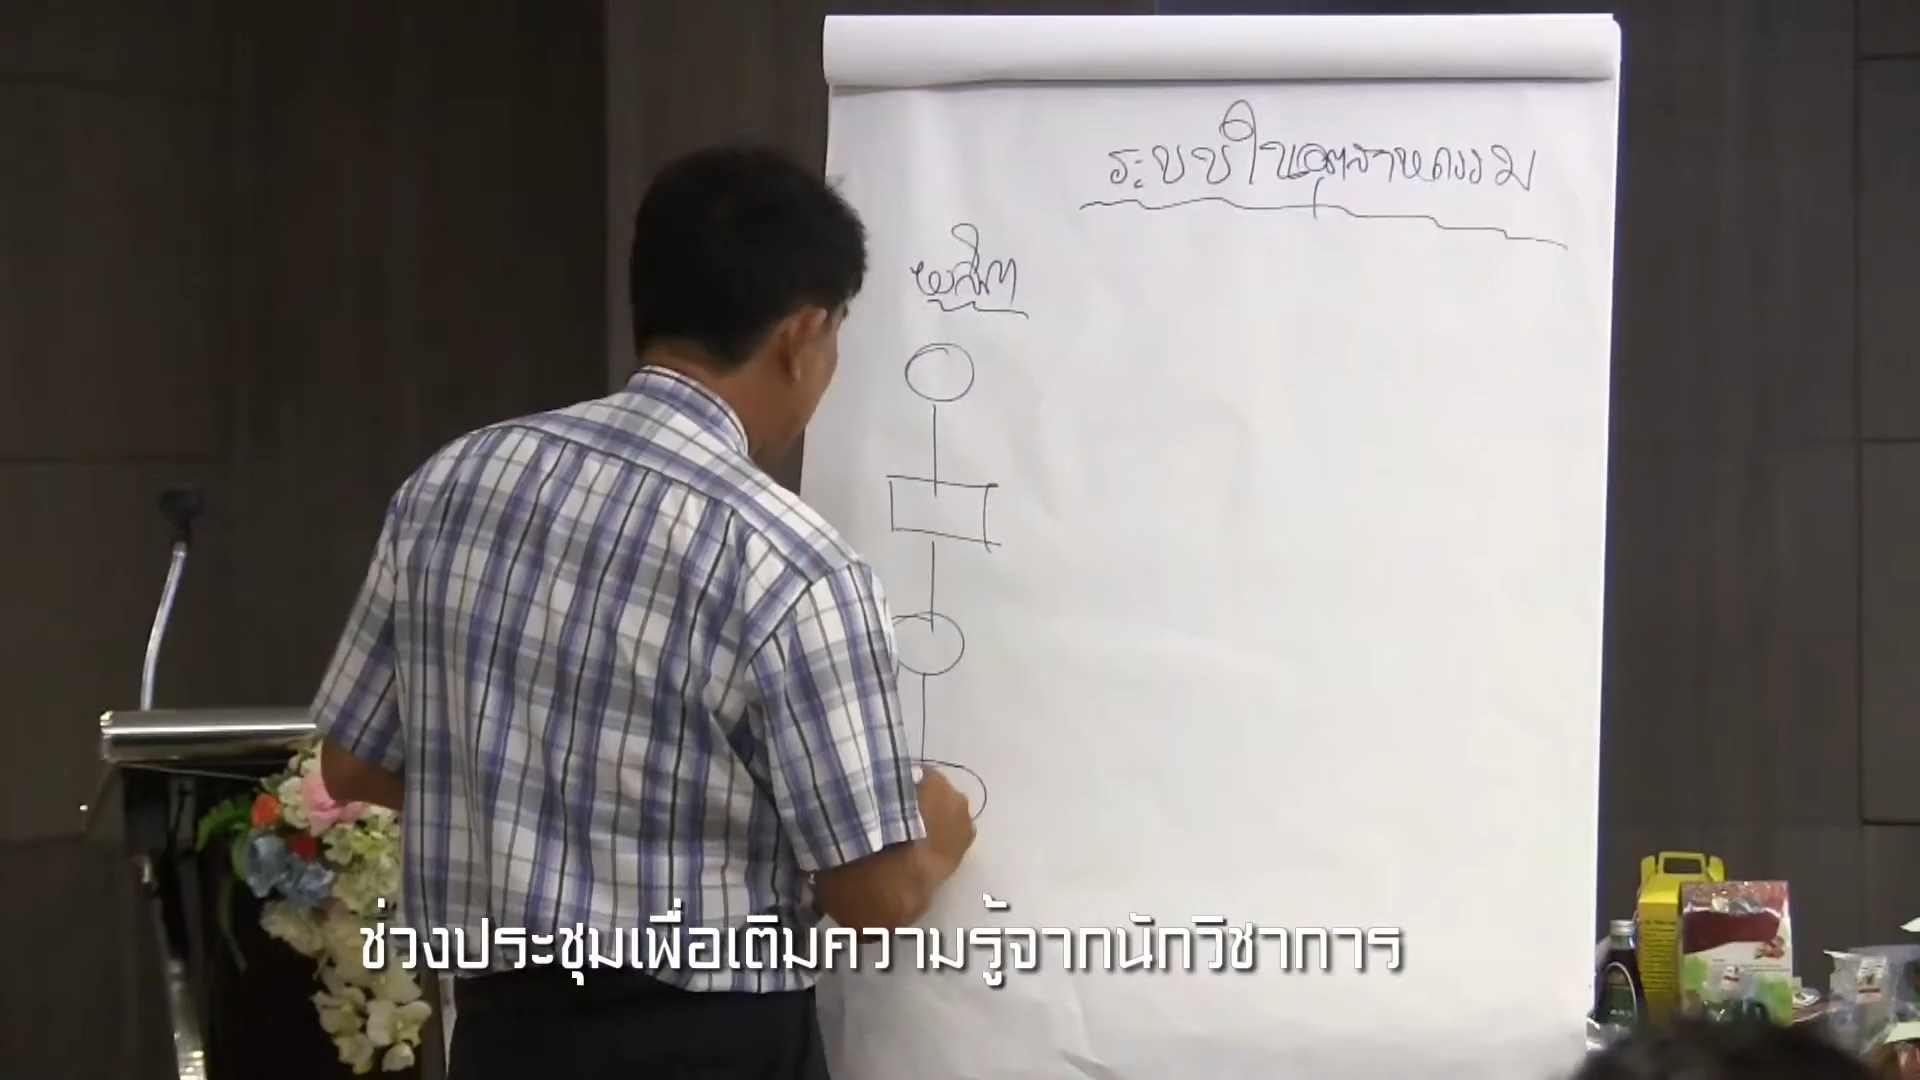 ระบบในอุตสาหกรรม
ผลิต
ช่วงประชุมเพื่อเติมความรู้จากนักวิชาการ